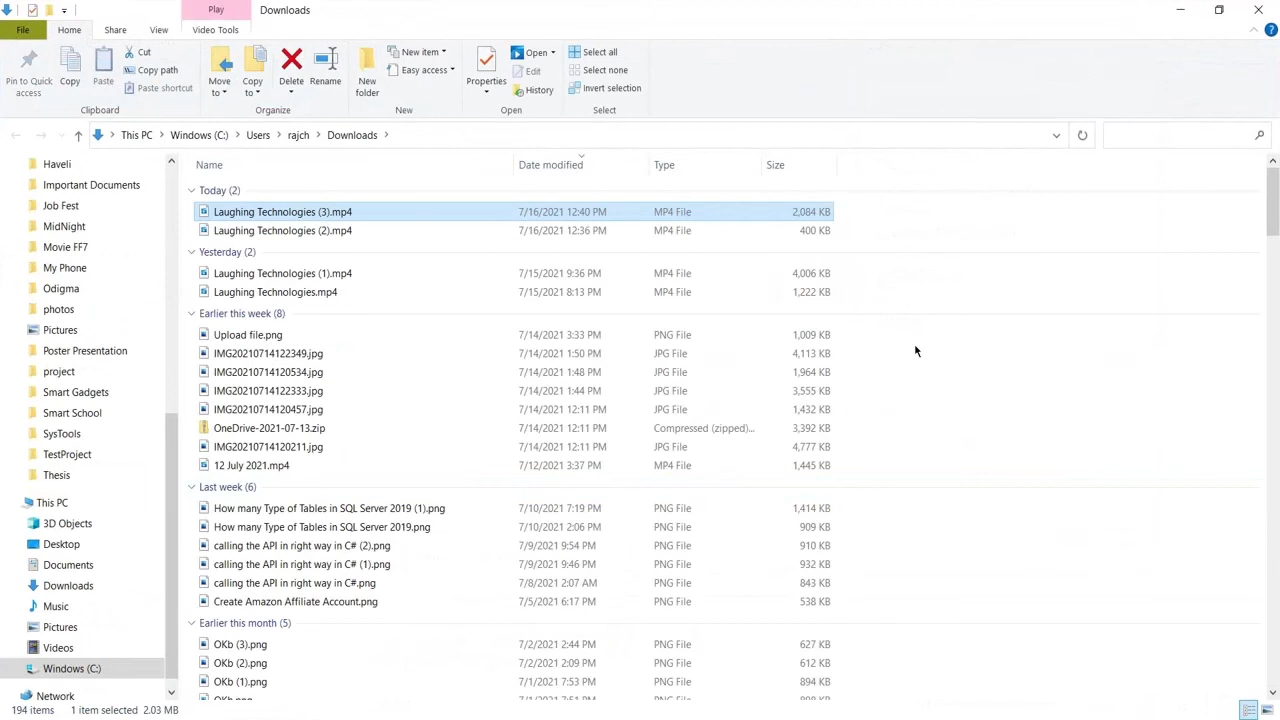 Play
Downloads
File
Home
Share
View
Video Tools
Pin to Quick access
Copy
Paste
Cut
Copy path
Paste shortcut
Clipboard
Move to
Copy to
Delete
Rename
Organize
New folder
New item
Easy access
New
Properties
Open
Edit
History
Open
Select all
Select none
Invert selection
Select
This PC
Windows (C:)
Users
rajch
Downloads
Haveli
Important Documents
Job Fest
MidNight
Movie FF7
My Phone
Odigma
photos
Pictures
Poster Presentation
project
Smart Gadgets
Smart School
SysTools
TestProject
Thesis
This PC
3D Objects
Desktop
Documents
Downloads
Music
Pictures
Videos
Windows (C:)
Network
Name Date modified Type Size
Today (2)
Laughing Technologies (3).mp4 7/16/2021 12:40 PM MP4 File 2,084 KB
Laughing Technologies (2).mp4 7/16/2021 12:36 PM MP4 File 400 KB
Yesterday (2)
Laughing Technologies (1).mp4 7/15/2021 9:36 PM MP4 File 4,006 KB
Laughing Technologies.mp4 7/15/2021 8:13 PM MP4 File 1,222 KB
Earlier this week (8)
Upload file.png 7/14/2021 3:33 PM PNG File 1,009 KB
IMG20210714122349.jpg 7/14/2021 1:50 PM JPG File 4,113 KB
IMG20210714120534.jpg 7/14/2021 1:48 PM JPG File 1,964 KB
IMG20210714122333.jpg 7/14/2021 1:44 PM JPG File 3,555 KB
IMG20210714120457.jpg 7/14/2021 12:11 PM JPG File 1,432 KB
OneDrive-2021-07-13.zip 7/14/2021 12:11 PM Compressed (zipped)... 3,392 KB
IMG20210714120211.jpg 7/14/2021 12:11 PM JPG File 4,777 KB
12 July 2021.mp4 7/12/2021 3:37 PM MP4 File 1,445 KB
Last week (6)
How many Type of Tables in SQL Server 2019 (1).png 7/10/2021 7:19 PM PNG File 1,414 KB
How many Type of Tables in SQL Server 2019.png 7/10/2021 2:06 PM PNG File 909 KB
calling the API in right way in C# (2).png 7/9/2021 9:54 PM PNG File 910 KB
calling the API in right way in C# (1).png 7/9/2021 9:46 PM PNG File 932 KB
calling the API in right way in C#.png 7/8/2021 2:07 AM PNG File 843 KB
Create Amazon Affiliate Account.png 7/5/2021 6:17 PM PNG File 538 KB
Earlier this month (5)
OKb (3).png 7/2/2021 2:44 PM PNG File 627 KB
OKb (2).png 7/2/2021 2:09 PM PNG File 612 KB
OKb (1).png 7/1/2021 7:53 PM PNG File 894 KB
194 items 1 item selected 2.03 MB